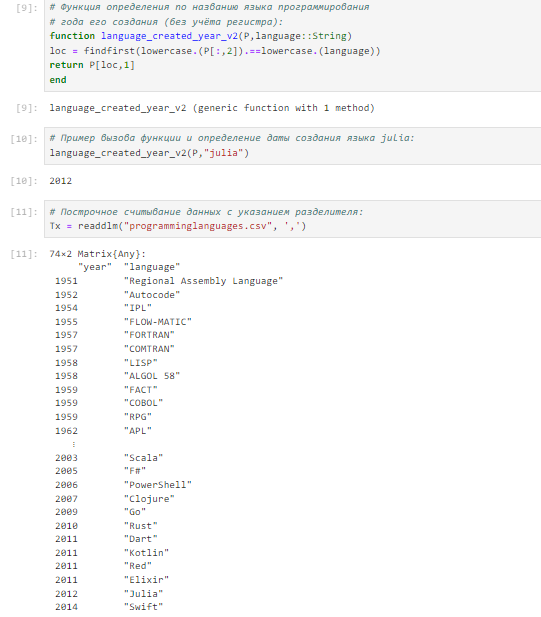 [9]: # Функция определения по названию языка программирования
# года его создания (без учёта регистра):
function language_created_year_v2(P,language::String)
loc = findfirst(lowercase.(P[:,2]).==lowercase.(language))
return P[loc,1]
end
[9]: language_created_year_v2 (generic function with 1 method)
[10]: # Пример вызова функции и определение даты создания языка julia:
language_created_year_v2(P,"julia")
[10]: 2012
[11]: # Построчное считывание данных с указанием разделителя:
Tx = readdlm("programminglanguages.csv", ',')
[11]: 74×2 Matrix{Any}:
"year" "language"
1951 "Regional Assembly Language"
1952 "Autocode"
1954 "IPL"
1955 "FLOW-MATIC"
1957 "FORTRAN"
1957 "COMTRAN"
1958 "LISP"
1958 "ALGOL 58"
1959 "FACT"
1959 "COBOL"
1959 "RPG"
1962 "APL"
⋮
2003 "Scala"
2005 "F#"
2006 "PowerShell"
2007 "Clojure"
2009 "Go"
2010 "Rust"
2011 "Dart"
2011 "Kotlin"
2011 "Red"
2011 "Elixir"
2012 "Julia"
2014 "Swift"